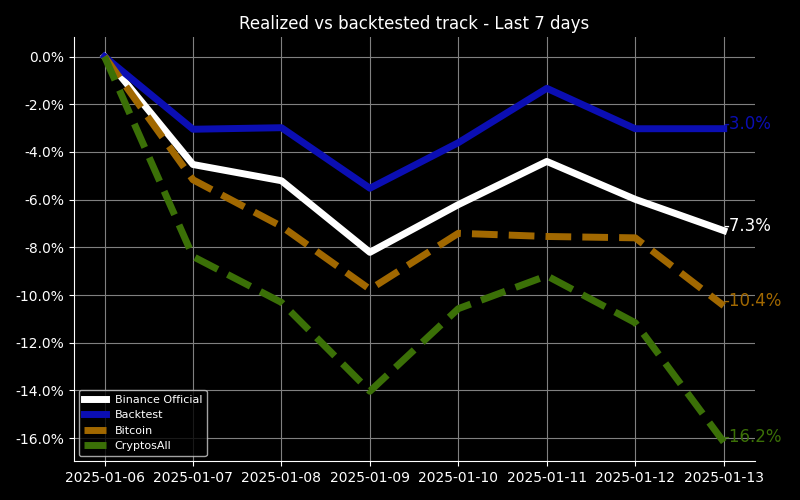 Realized vs backtested track - Last 7 days
0.0%
-2.0%
-4.0%
-6.0%
-8.0%
-10.0%
-12.0%
-14.0%
-16.0%
-3.0%
-7.3%
-10.4%
-16.2%
Binance Official
Backtest
Bitcoin
CryptosAll
2025-01-06 2025-01-07 2025-01-08 2025-01-09 2025-01-10 2025-01-11 2025-01-12 2025-01-13